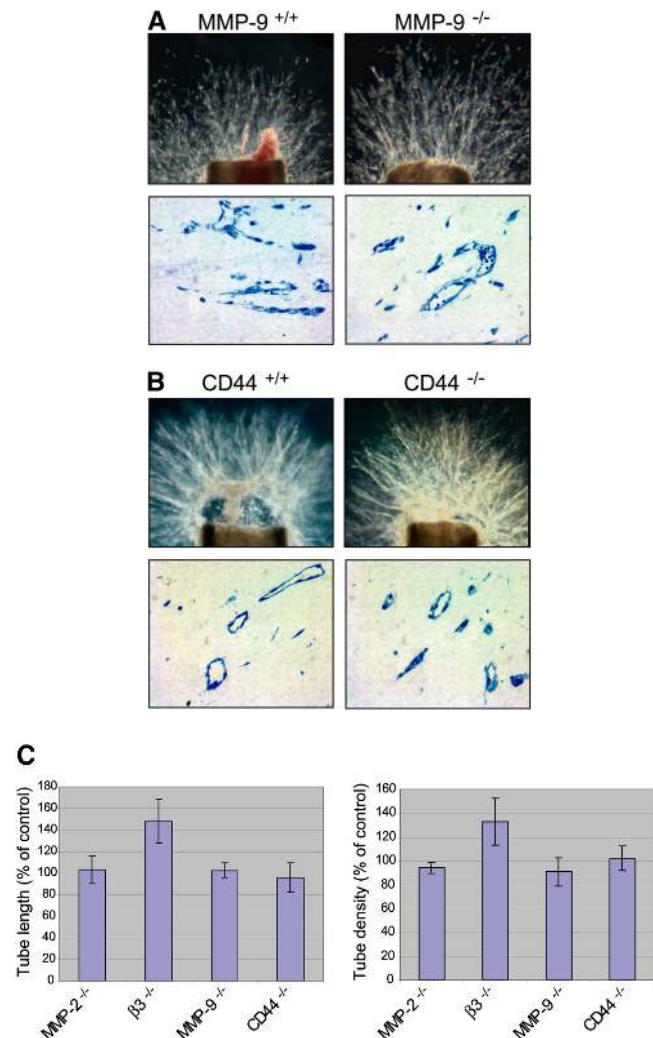 A
MMP-9 +/+ MMP-9 -/-
B
CD44 +/+ CD44 -/-
C
Tube length (% of control)
180
160
140
120
100
80
60
40
20
0
MMP-2 -/- β3 -/- MMP-9 -/- CD44 -/-
Tube density (% of control)
160
140
120
100
80
60
40
20
0
MMP-2 -/- β3 -/- MMP-9 -/- CD44 -/-